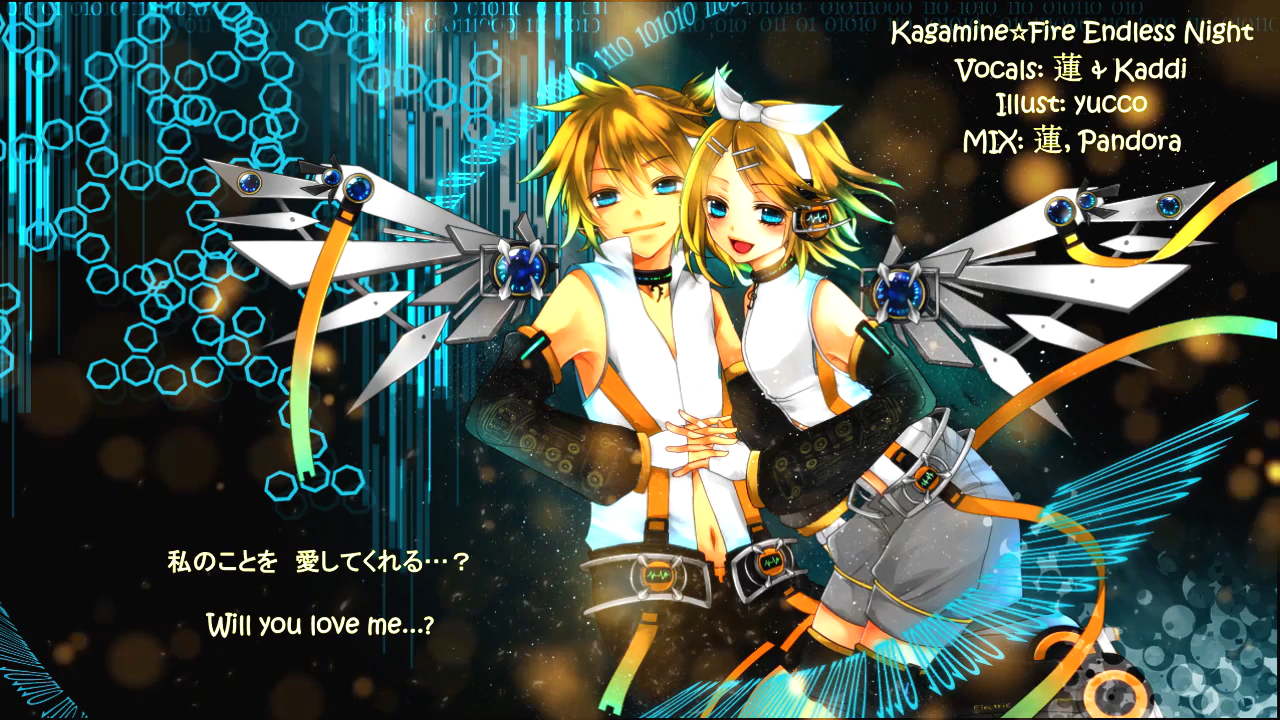 Kagamine☆Fire Endless Night
Vocals: 蓮 & Kaddi
Illust: yucco
MIX: 蓮, Pandora
私のことを 愛してくれる…？
Will you love me...?
Electric